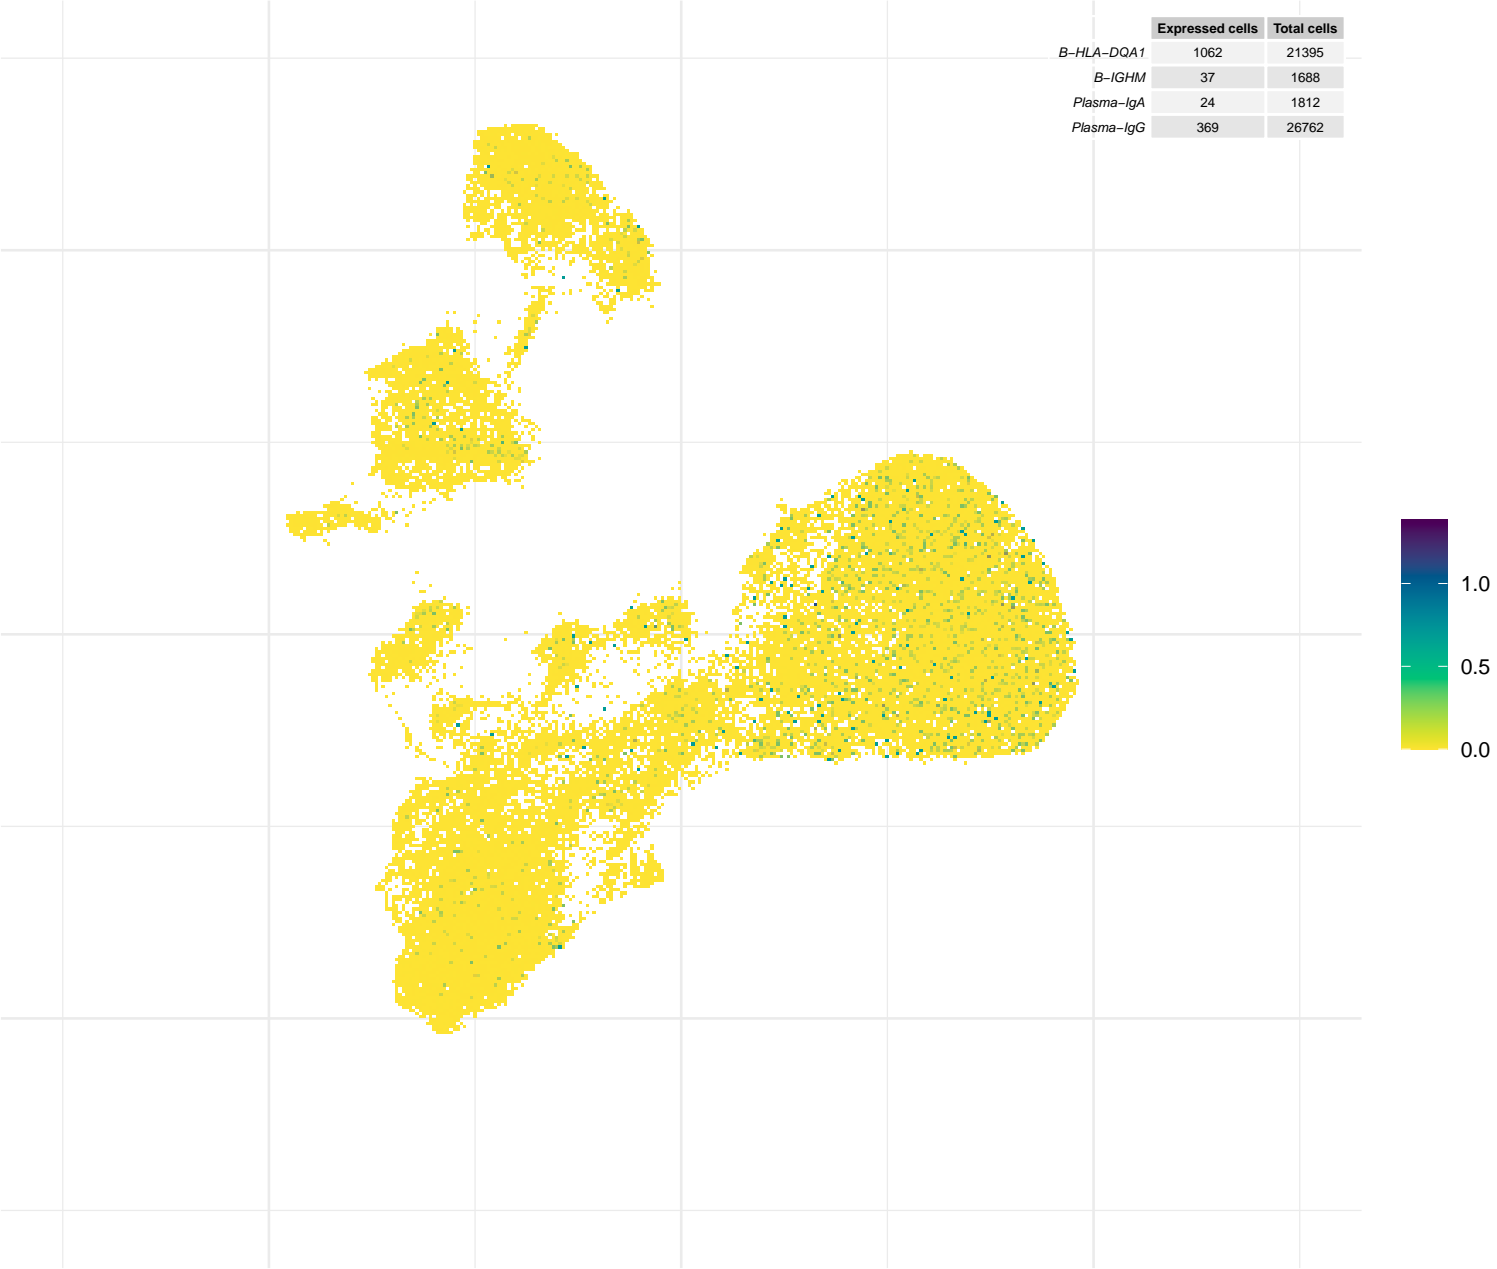 Expressed cells Total cells
B−HLA−DQA1 1062 21395
B−IGHM 37 1688
Plasma−IgA 24 1812
Plasma−IgG 369 26762
1.0
0.5
0.0